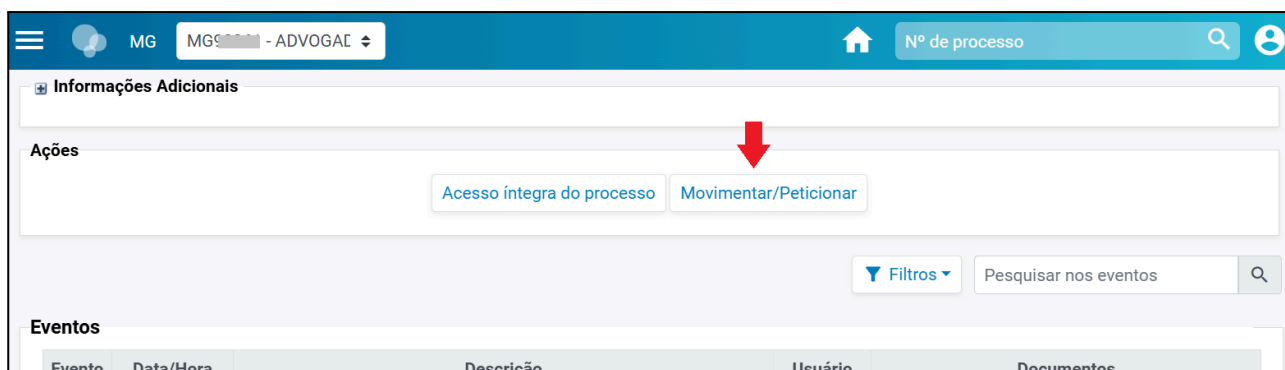 MG MG9 - ADVOGAD Nº de processo
Informações Adicionais
Ações
Acesso íntegra do processo Movimentar/Peticionar
Filtros Pesquisar nos eventos
Eventos
Evento Data/Hora Descrição Usuário Documentos